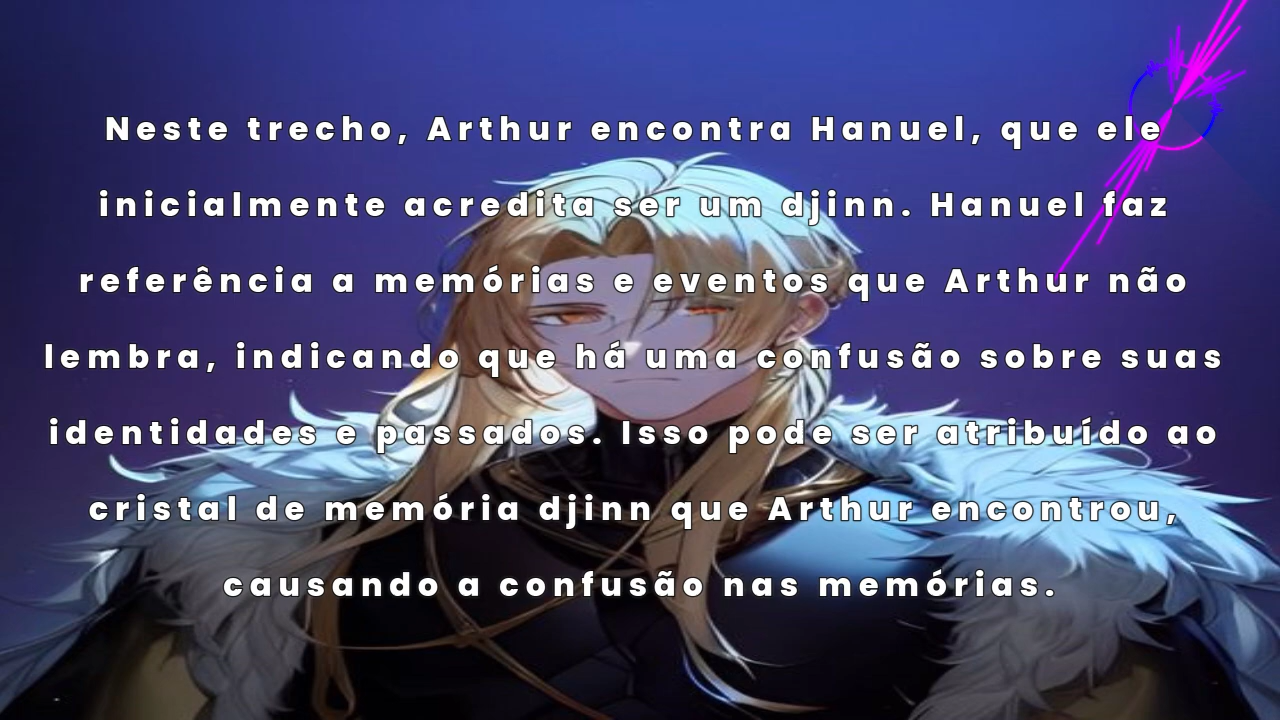 Neste trecho, Arthur encontra Hanuel, que ele
inicialmente acredita ser um djinn. Hanuel faz
referência a memórias e eventos que Arthur não
lembra, indicando que há uma confusão sobre suas
identidades e passados. Isso pode ser atribuído ao
cristal de memória djinn que Arthur encontrou,
causando a confusão nas memórias.